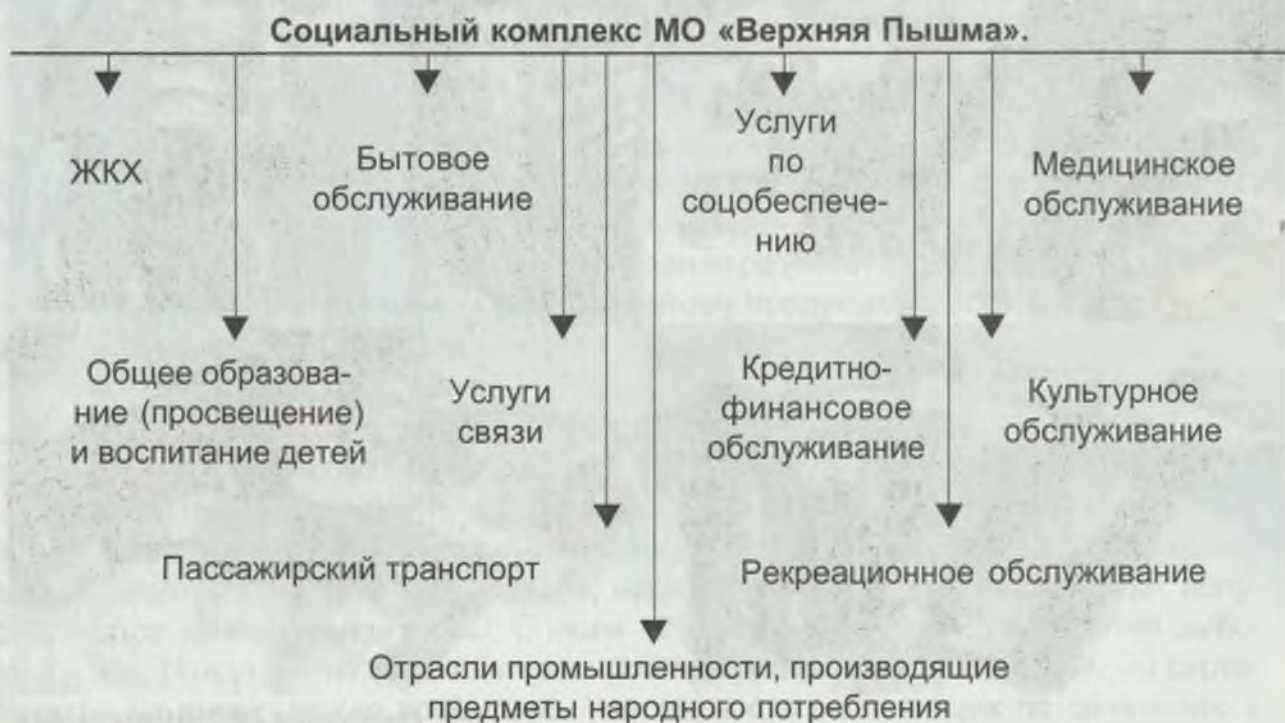 Социальный комплекс МО «Верхняя Пышма».
ЖКХ
Бытовое
обслуживание
Услуги
по
соцобеспече-
нию
Медицинское
обслуживание
Общее образова-
ние (просвещение)
и воспитание детей
Услуги
связи
Кредитно-
финансовое
обслуживание
Культурное
обслуживание
Пассажирский транспорт
Рекреационное обслуживание
Отрасли промышленности, производящие
предметы народного потребления